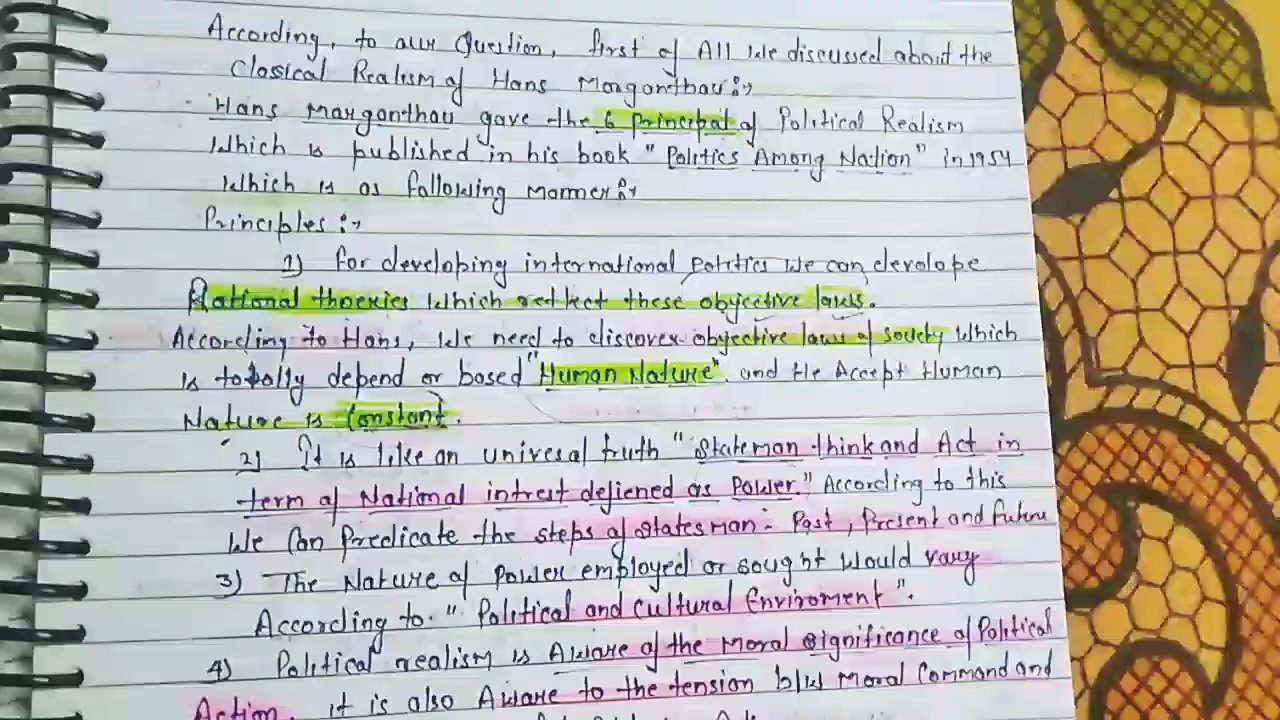 According, to our Question, first of All we discussed about the
Classical Realism of Hans Morganthau:→
Hans Morganthau gave the 6 principal of Political Realism
Which is published in his book "Politics Among Nation" in 1954
Which is as following manner:→
Principles:→
1) for developing international politics we can develope
Rational thoeries which reflect these objective laws.
According to Hans, We need to discover objective laws of society Which
is totally depend or based "Human Nature" and He Accept Human
Nature is Constant.
2) It is like an univesal truth "Stateman think and Act in
term of National intrest defiened as Power." According to this
We Can Predicate the steps of statesman - Past, Present and Future
3) The Nature of Power employed or sought Would vary
According to "Political and Cultural Enviroment".
4) Political realism is Aware of the Moral significance of Political
Action. it is also Aware to the tension b/w Moral Command and